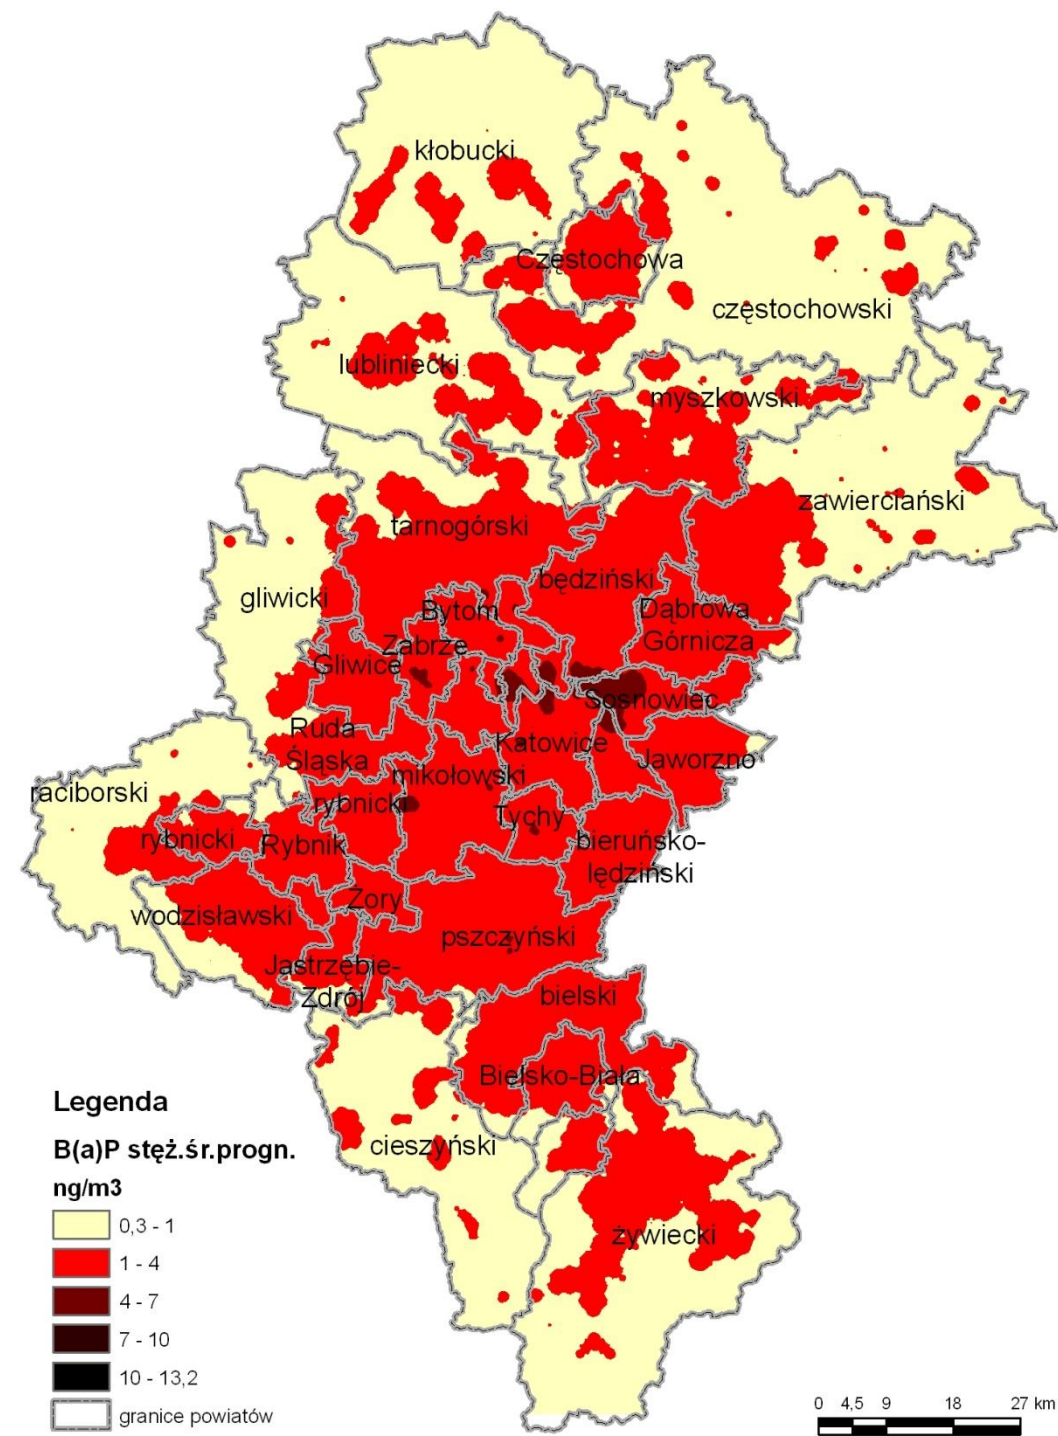 kłobucki
Częstochowa
częstochowski
lubliniecki
myszkowski
zawierciański
tarnogórski
będziński
gliwicki
Bytom
Dąbrowa
Górnicza
Zabrze
Gliwice
Sosnowiec
Ruda
Śląska
Katowice
Jaworzno
mikołowski
raciborski
rybnicki
Tychy
rybnicki
Rybnik
bieruńsko-
lędziński
Żory
wodzisławski
pszczyński
Jastrzębie-
Zdrój
bielski
Bielsko-Biała
cieszyński
żywiecki
Legenda
B(a)P stęż.śr.progn.
ng/m3
0,3 - 1
1 - 4
4 - 7
7 - 10
10 - 13,2
granice powiatów
0 4,5 9 18 27 km